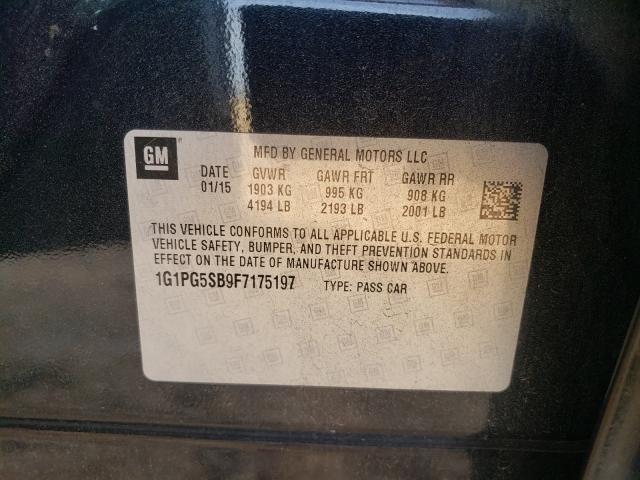 GM
MFD BY GENERAL MOTORS LLC
DATE GVWR GAWR FRT GAWR RR
01/15 1903 KG 995 KG 908 KG
4194 LB 2193 LB 2001 LB
THIS VEHICLE CONFORMS TO ALL APPLICABLE U.S. FEDERAL MOTOR
VEHICLE SAFETY, BUMPER, AND THEFT PREVENTION STANDARDS IN
EFFECT ON THE DATE OF MANUFACTURE SHOWN ABOVE.
1G1PG5SB9F7175197 TYPE: PASS CAR